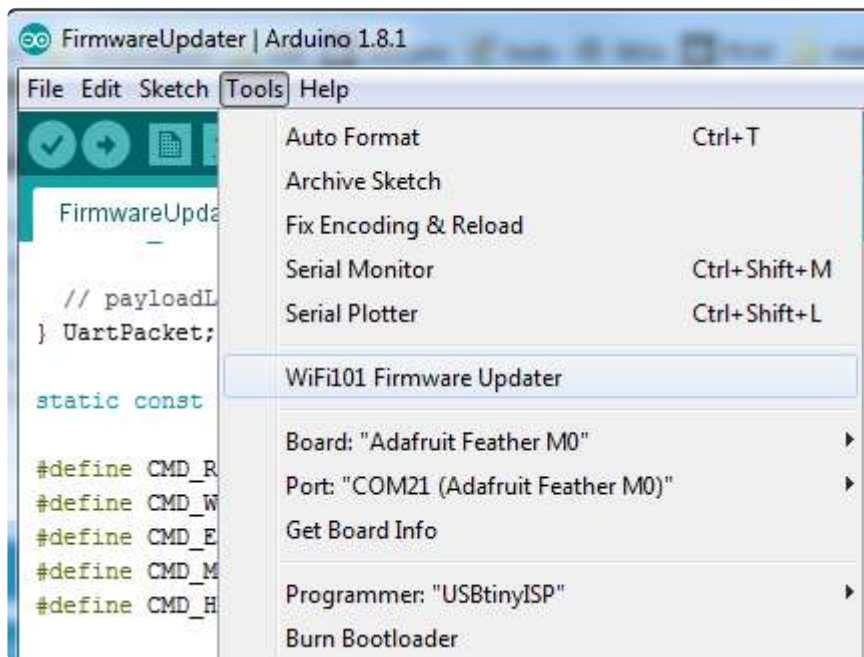 FirmwareUpdater | Arduino 1.8.1
File Edit Sketch Tools Help
Auto Format Ctrl+T
Archive Sketch
FirmwareUpda
Fix Encoding & Reload
Serial Monitor Ctrl+Shift+M
// payloadL
Serial Plotter Ctrl+Shift+L
} UartPacket;
WiFi101 Firmware Updater
static const
Board: "Adafruit Feather M0"
#define CMD_R
Port: "COM21 (Adafruit Feather M0)"
#define CMD_W
Get Board Info
#define CMD_E
#define CMD_M
Programmer: "USBtinyISP"
#define CMD_H
Burn Bootloader